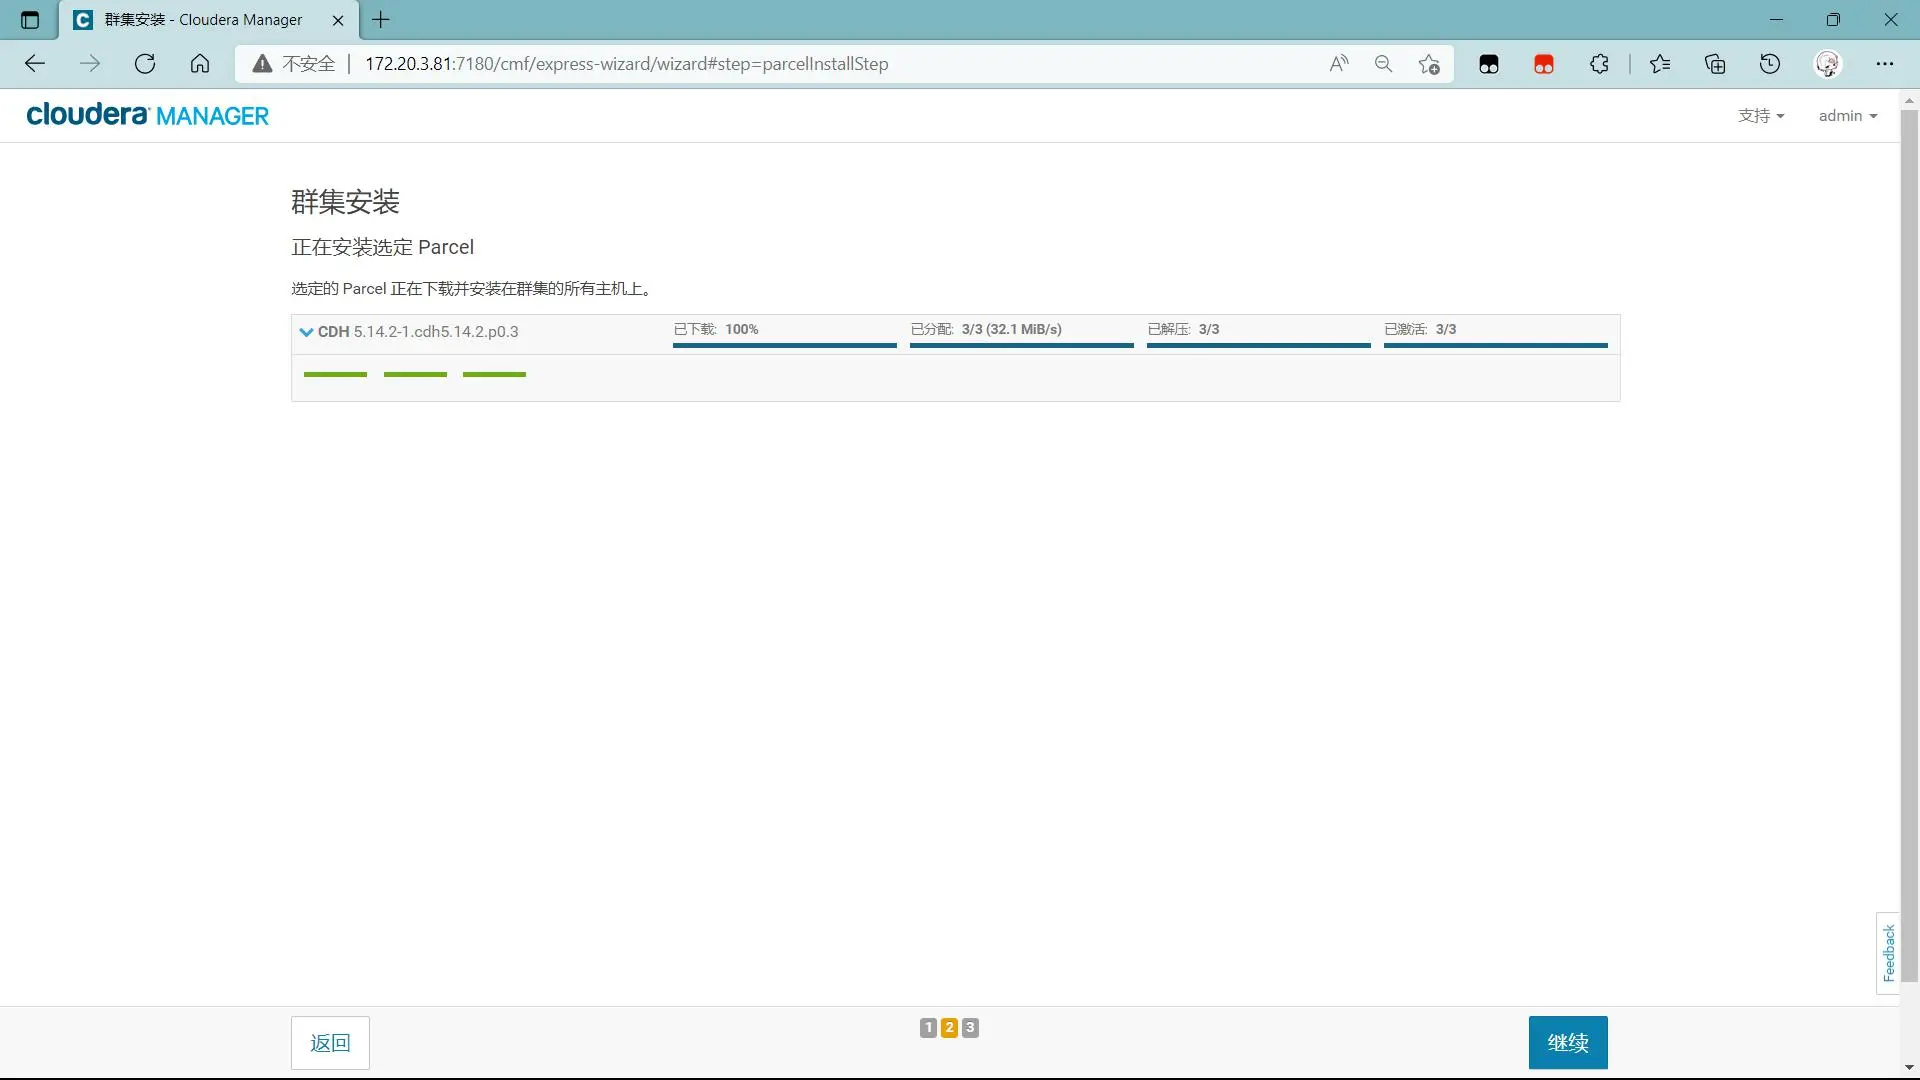 群集安装 - Cloudera Manager
不安全 | 172.20.3.81:7180/cmf/express-wizard/wizard#step=parcelInstallStep
cloudera MANAGER
支持 admin
群集安装
正在安装选定 Parcel
选定的 Parcel 正在下载并安装在群集的所有主机上。
CDH 5.14.2-1.cdh5.14.2.p0.3 已下载: 100% 已分配: 3/3 (32.1 MiB/s) 已解压: 3/3 已激活: 3/3
Feedback
返回 1 2 3 继续